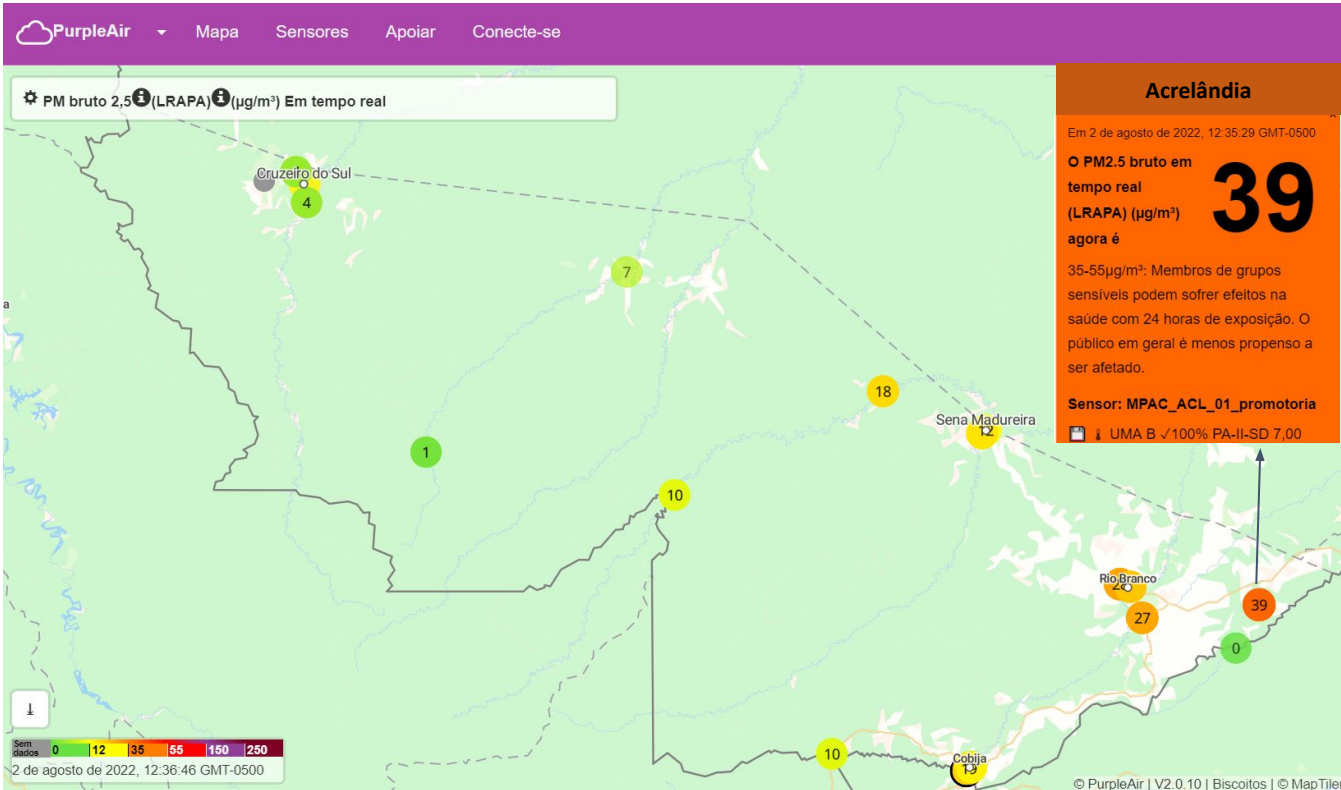 PurpleAir Mapa Sensores Apoiar Conecte-se
PM bruto 2,5 (LRAPA) (µg/m³) Em tempo real
Acrelândia
Em 2 de agosto de 2022, 12:35:29 GMT-0500
O PM2.5 bruto em
tempo real
(LRAPA) (µg/m³)
agora é
39
35-55µg/m³: Membros de grupos
sensíveis podem sofrer efeitos na
saúde com 24 horas de exposição. O
público em geral é menos propenso a
ser afetado.
Sensor: MPAC_ACL_01_promotoria
UMA B ✓100% PA-II-SD 7,00
Cruzeiro do Sul
4
7
a
18
Sena Madureira
12
1
10
Rio Branco
39
27
0
10
Cobija
19
Sem
dados
0 12 35 55 150 250
2 de agosto de 2022, 12:36:46 GMT-0500
© PurpleAir | V2.0.10 | Biscoitos | © MapTiler